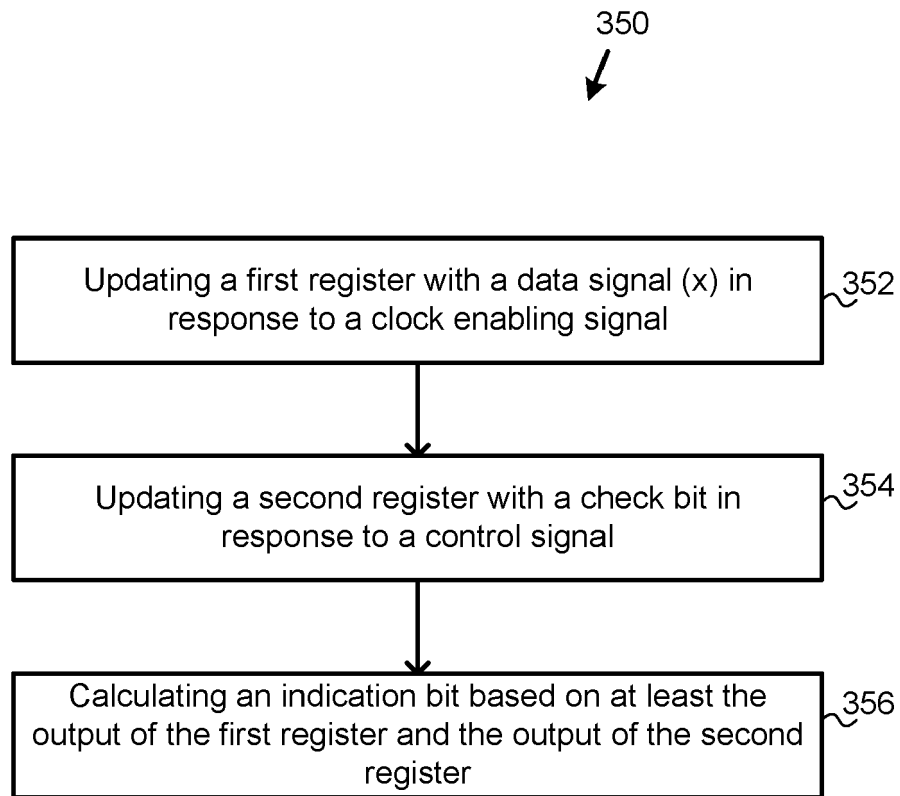 350
Updating a first register with a data signal (x) in
response to a clock enabling signal
352
Updating a second register with a check bit in
response to a control signal
354
Calculating an indication bit based on at least the
output of the first register and the output of the second
register
356